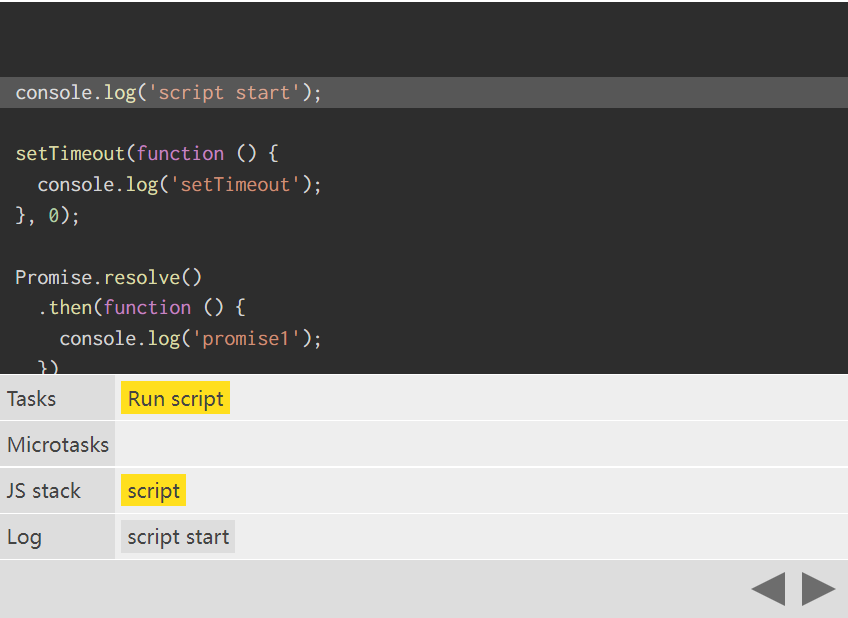 console.log('script start');
setTimeout(function () {
  console.log('setTimeout');
}, 0);
Promise.resolve()
  .then(function () {
    console.log('promise1');
  })
Tasks Run script
Microtasks
JS stack script
Log script start